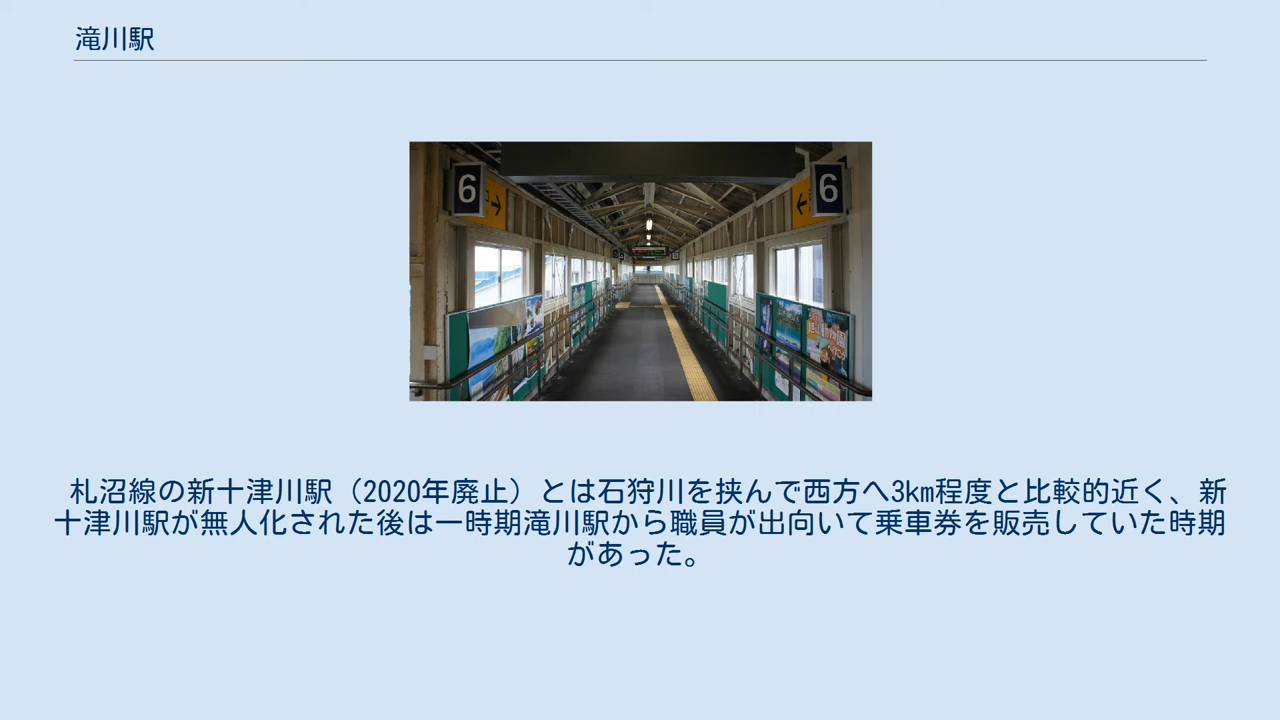 滝川駅
6
6
札沼線の新十津川駅（2020年廃止）とは石狩川を挟んで西方へ3km程度と比較的近く、新
十津川駅が無人化された後は一時期滝川駅から職員が出向いて乗車券を販売していた時期
があった。